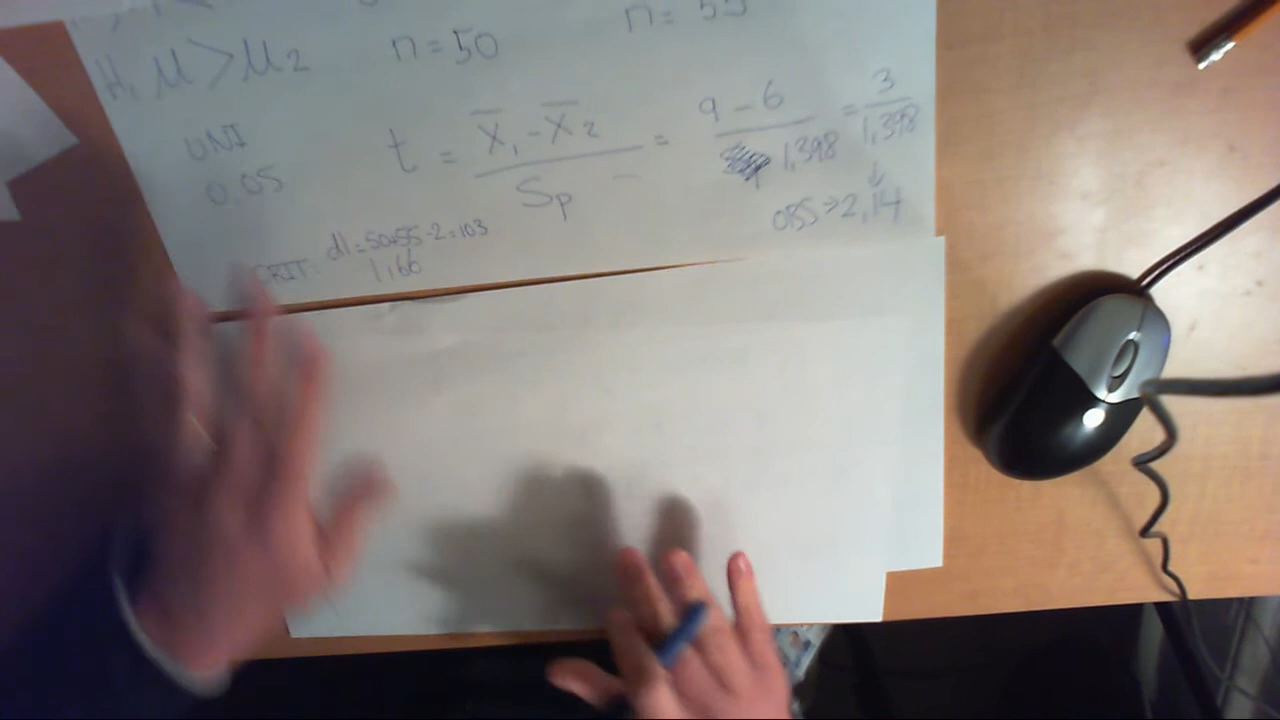 n = 55
H₁ μ > μ₂ n = 50
UNI
0.05
t = X̄₁ - X̄₂ / Sp = 9 - 6 / 1,398 = 3 / 1,398
↓
OBS → 2,14
CRIT: dl = 50+55-2=103
1,66